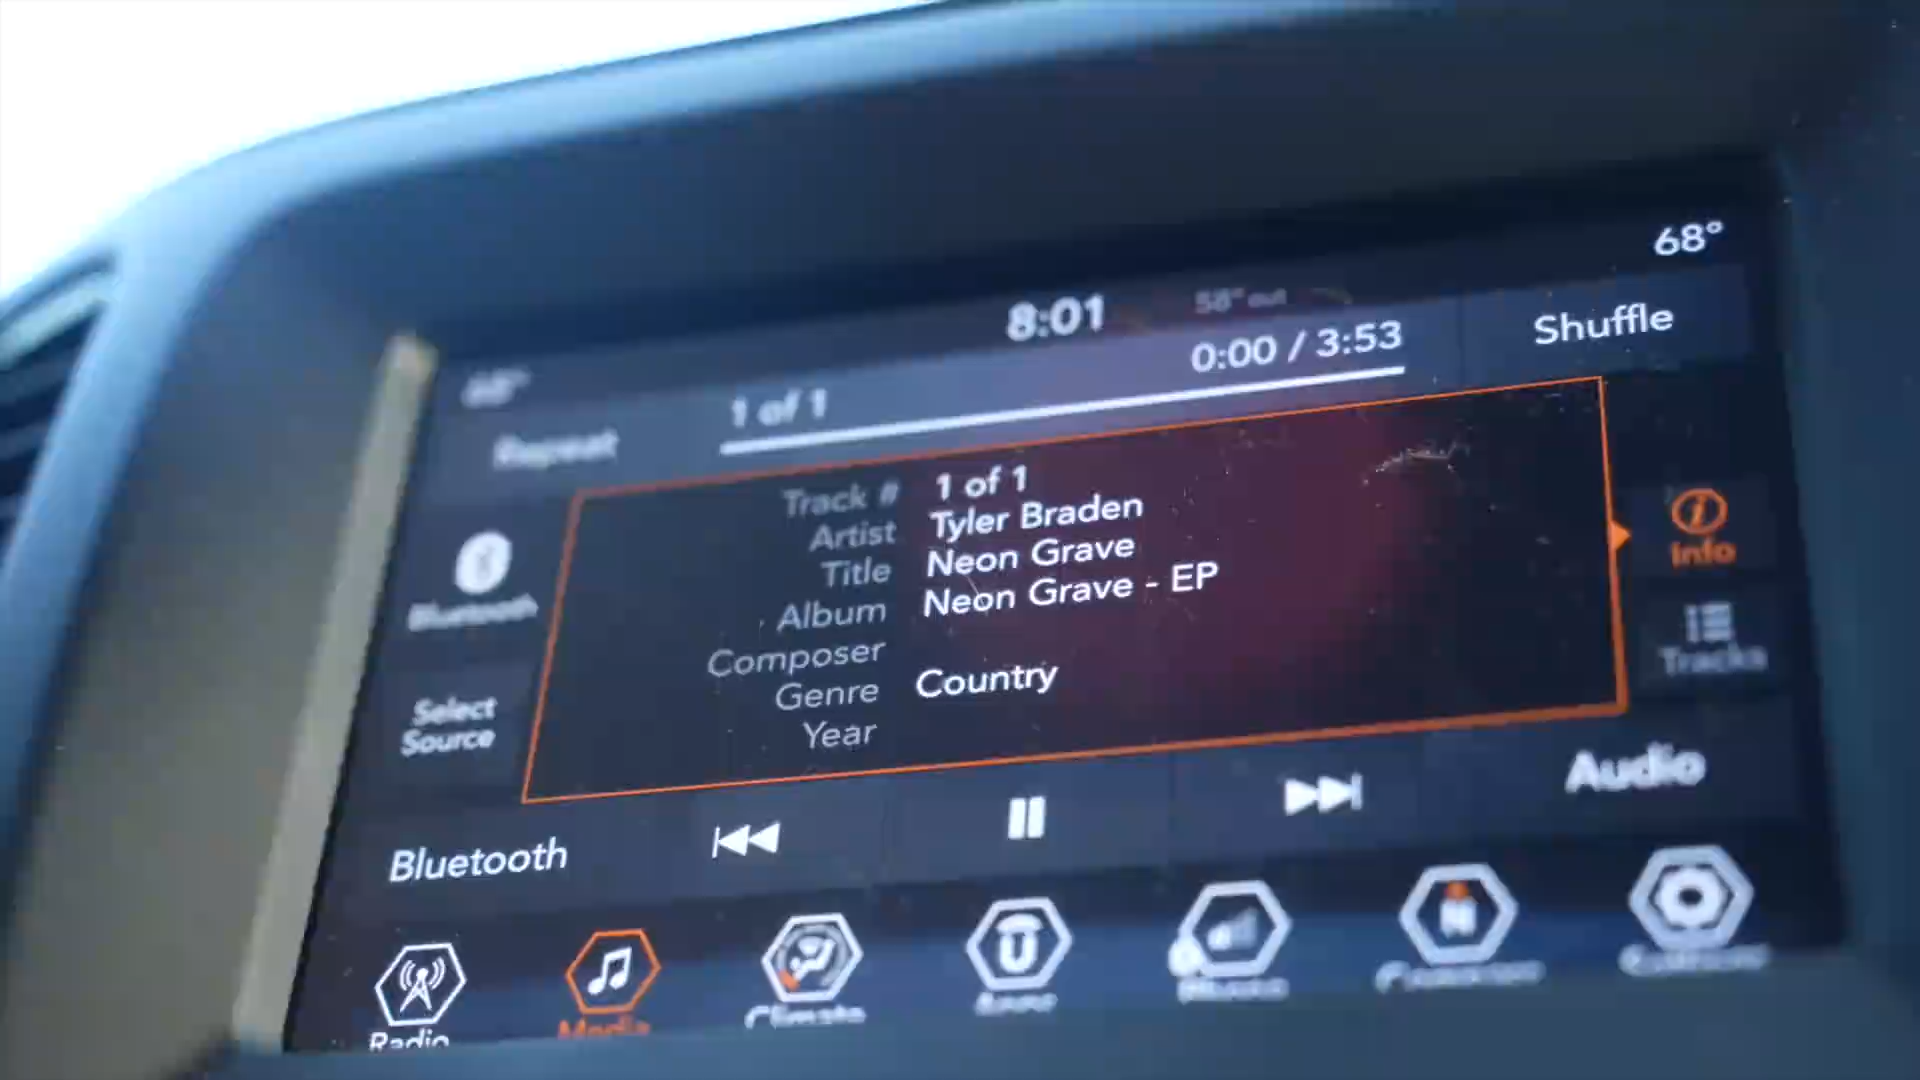 68°
8:01
58° out
68°
Repeat
1 of 1
0:00 / 3:53
Shuffle
Track # 1 of 1
Artist Tyler Braden
Title Neon Grave
Album Neon Grave - EP
Composer
Genre Country
Year
Bluetooth
Select
Source
Info
Tracks
Bluetooth
Audio
Radio
Media
Climate
Apps
Phone
N